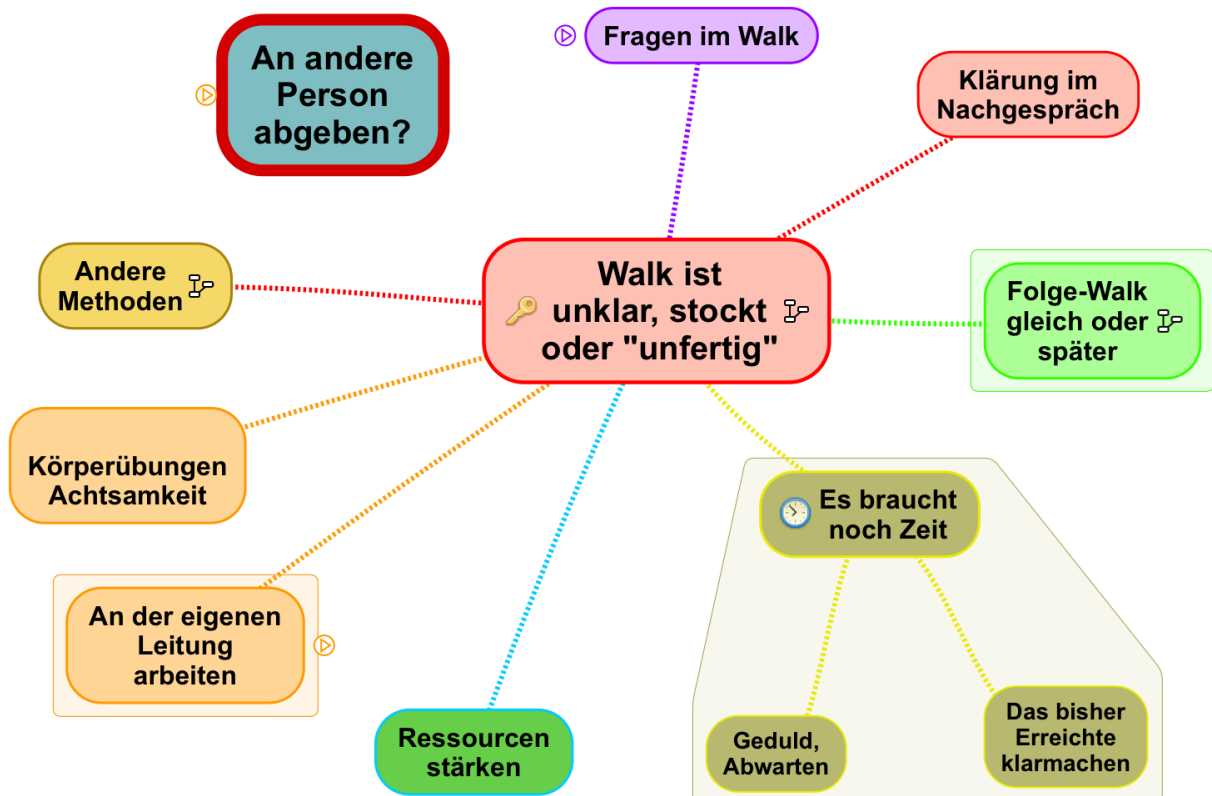 An andere
Person
abgeben?
Fragen im Walk
Klärung im
Nachgespräch
Andere
Methoden
Walk ist
unklar, stockt
oder "unfertig"
Folge-Walk
gleich oder
später
Körperübungen
Achtsamkeit
Es braucht
noch Zeit
An der eigenen
Leitung
arbeiten
Ressourcen
stärken
Geduld,
Abwarten
Das bisher
Erreichte
klarmachen